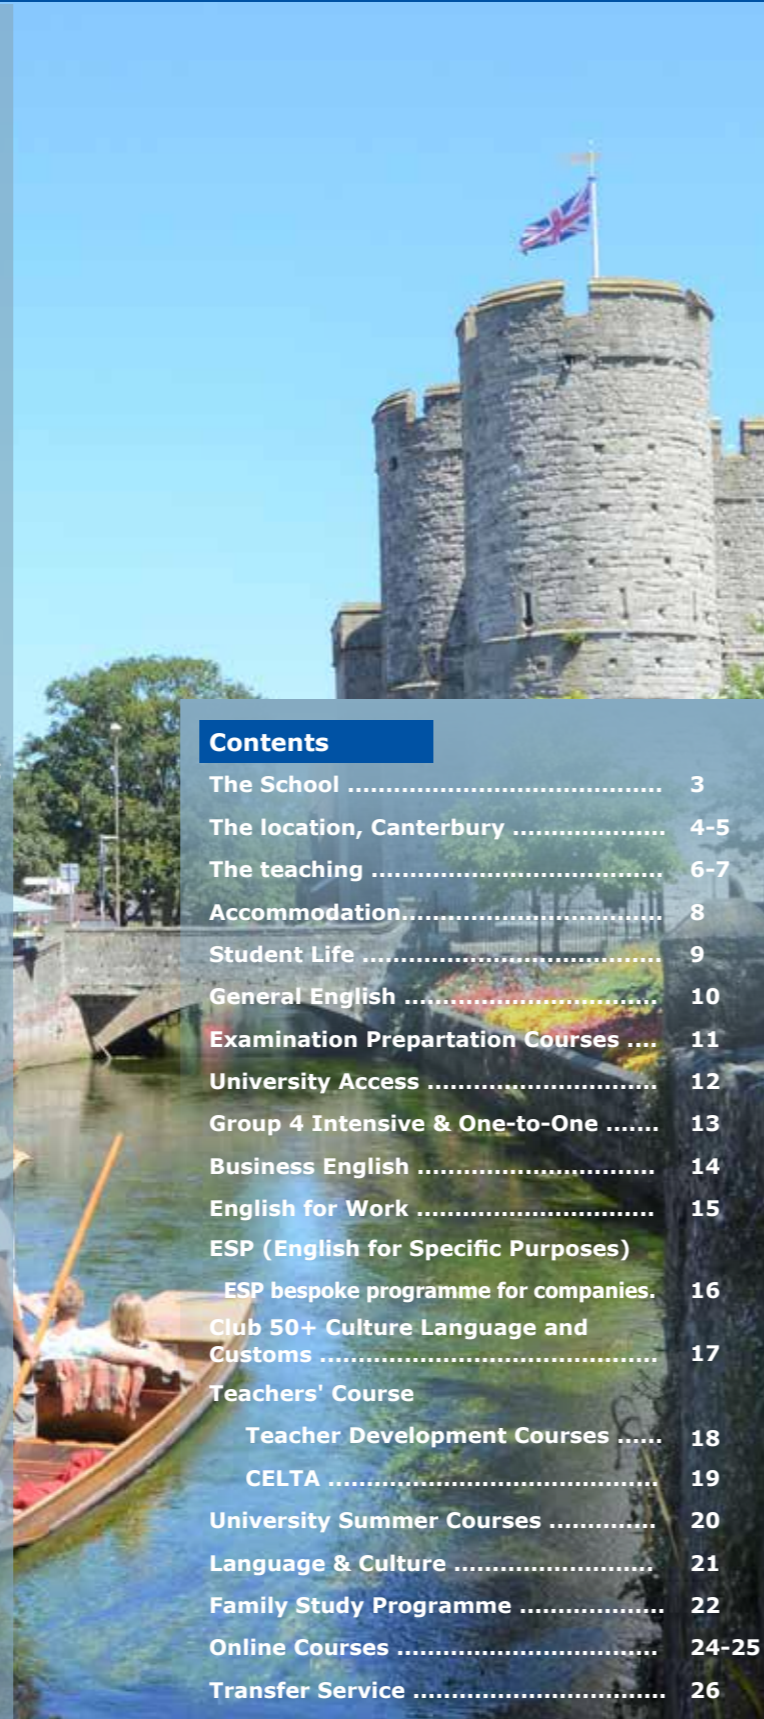 Contents
The School ......................................... 3
The location, Canterbury .................... 4-5
The teaching ...................................... 6-7
Accommodation.................................. 8
Student Life ....................................... 9
General English ................................. 10
Examination Prepartation Courses .... 11
University Access .............................. 12
Group 4 Intensive & One-to-One ....... 13
Business English ............................... 14
English for Work ............................... 15
ESP (English for Specific Purposes)
ESP bespoke programme for companies. 16
Club 50+ Culture Language and
Customs ............................................ 17
Teachers' Course
Teacher Development Courses ...... 18
CELTA ........................................... 19
University Summer Courses .............. 20
Language & Culture .......................... 21
Family Study Programme ................... 22
Online Courses .................................. 24-25
Transfer Service ................................. 26